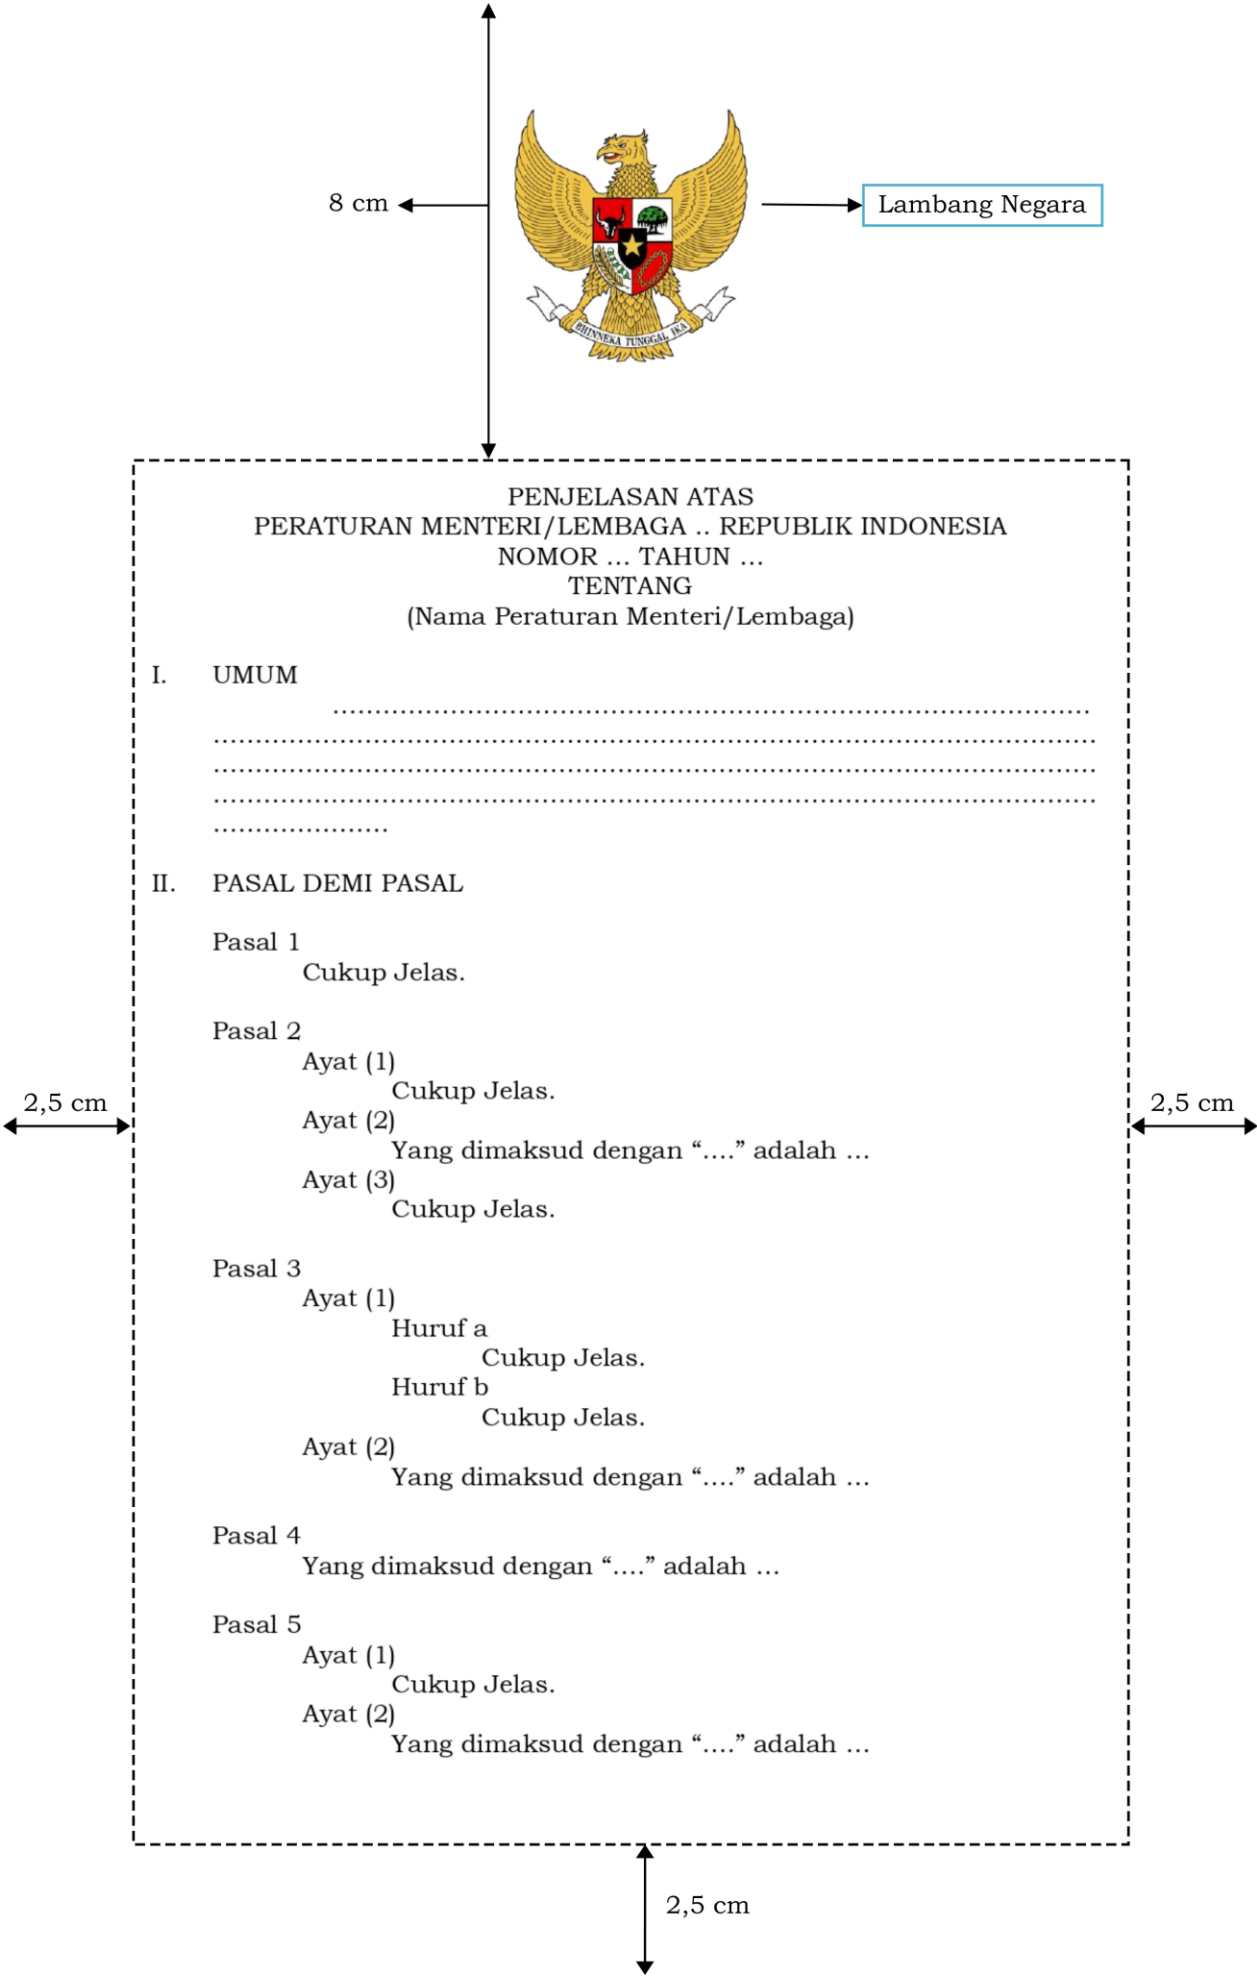 8 cm
Lambang Negara
BHINNEKA TUNGGAL IKA
PENJELASAN ATAS
PERATURAN MENTERI/LEMBAGA .. REPUBLIK INDONESIA
NOMOR ... TAHUN ...
TENTANG
(Nama Peraturan Menteri/Lembaga)
I. UMUM
..........................................................................................
.........................................................................................................
.........................................................................................................
.........................................................................................................
.....................
II. PASAL DEMI PASAL
Pasal 1
Cukup Jelas.
Pasal 2
Ayat (1)
Cukup Jelas.
2,5 cm
2,5 cm
Ayat (2)
Yang dimaksud dengan “....” adalah ...
Ayat (3)
Cukup Jelas.
Pasal 3
Ayat (1)
Huruf a
Cukup Jelas.
Huruf b
Cukup Jelas.
Ayat (2)
Yang dimaksud dengan “....” adalah ...
Pasal 4
Yang dimaksud dengan “....” adalah ...
Pasal 5
Ayat (1)
Cukup Jelas.
Ayat (2)
Yang dimaksud dengan “....” adalah ...
2,5 cm